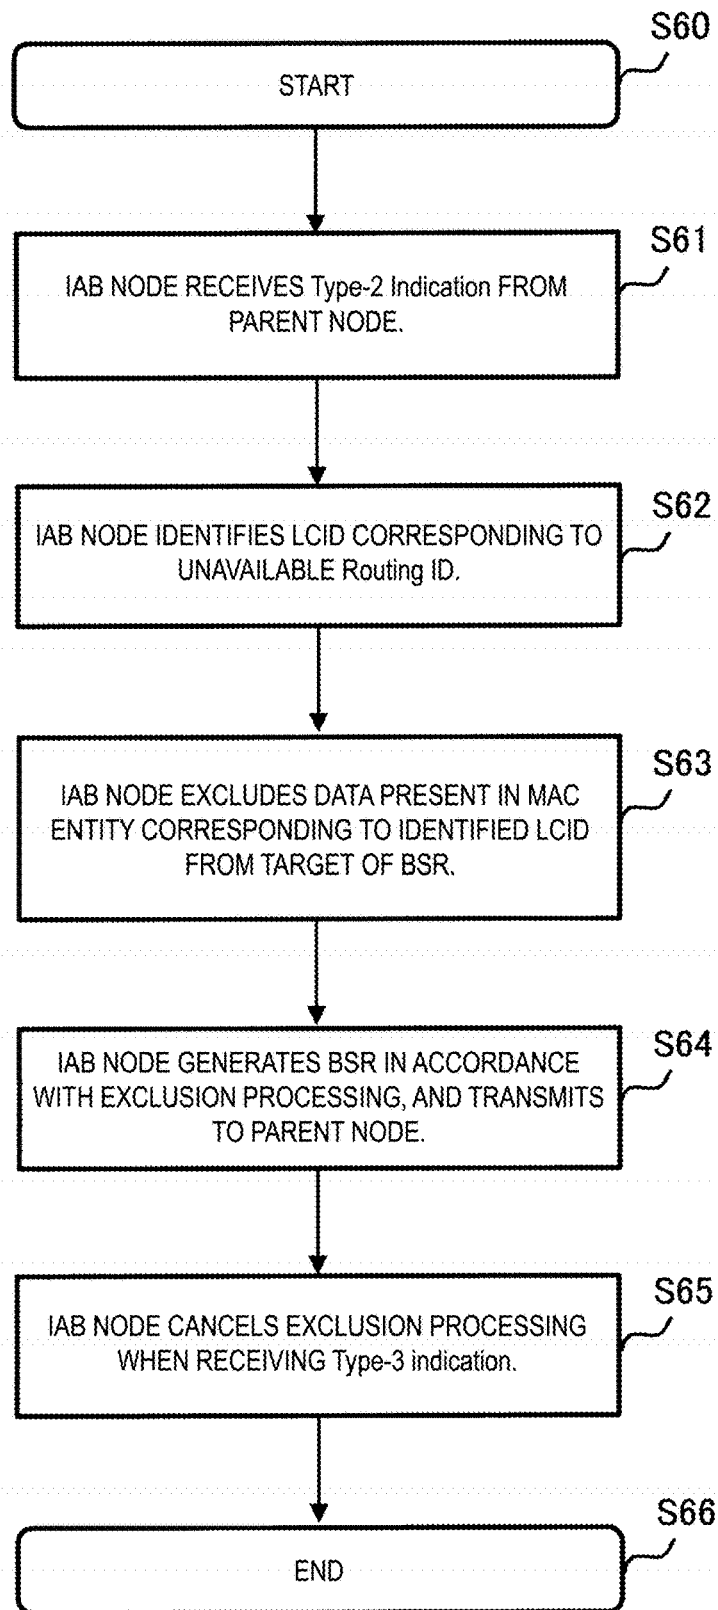 S60
START
S61
IAB NODE RECEIVES Type-2 Indication FROM
PARENT NODE.
S62
IAB NODE IDENTIFIES LCID CORRESPONDING TO
UNAVAILABLE Routing ID.
S63
IAB NODE EXCLUDES DATA PRESENT IN MAC
ENTITY CORRESPONDING TO IDENTIFIED LCID
FROM TARGET OF BSR.
S64
IAB NODE GENERATES BSR IN ACCORDANCE
WITH EXCLUSION PROCESSING, AND TRANSMITS
TO PARENT NODE.
S65
IAB NODE CANCELS EXCLUSION PROCESSING
WHEN RECEIVING Type-3 indication.
S66
END